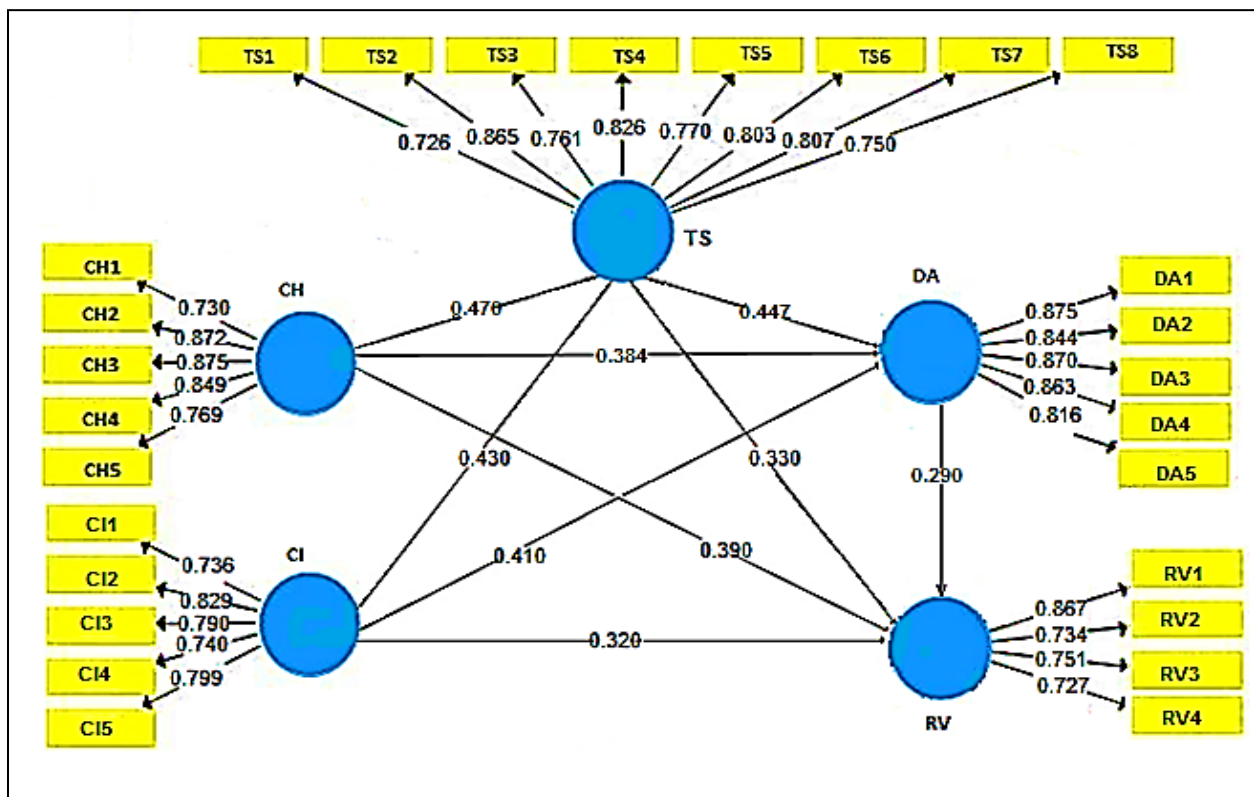 TS1 TS2 TS3 TS4 TS5 TS6 TS7 TS8
0.726 0.865 0.761 0.826 0.770 0.803 0.807 0.750
TS
CH1
CH2
CH3
CH4
CH5
0.730
0.872
0.875
0.849
0.769
CH
0.470
0.447
0.384
DA
0.875
0.844
0.870
0.863
0.816
DA1
DA2
DA3
DA4
DA5
0.430
0.330
0.290
0.410
0.390
CI1
CI2
CI3
CI4
CI5
0.736
0.829
0.790
0.740
0.799
CI
0.320
RV
0.867
0.734
0.751
0.727
RV1
RV2
RV3
RV4